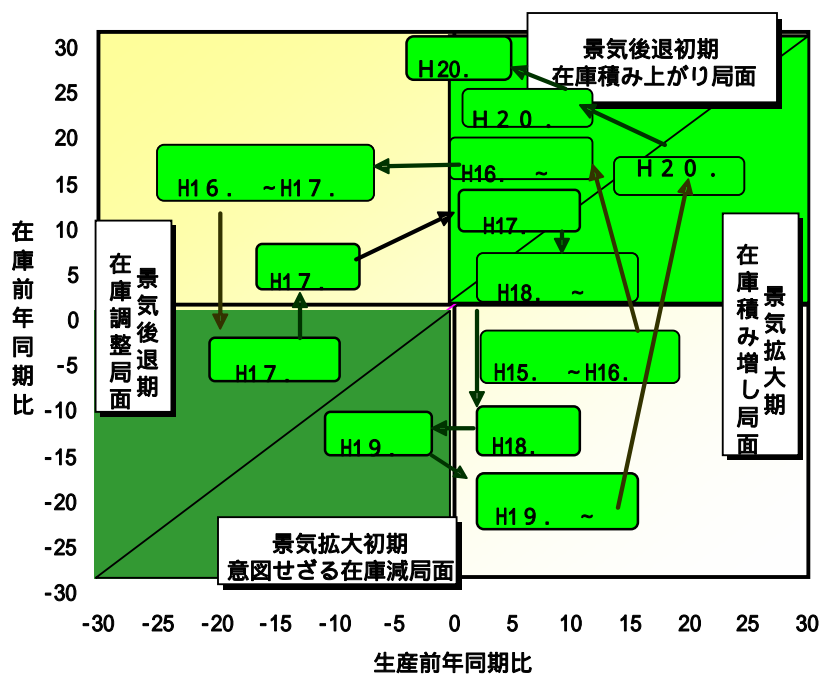 景気後退初期
在庫積み上がり局面
H20.
H20.
H16. ~
H20.
H16. ~H17.
H17.
H17.
H18. ~
H17.
H15. ~H16.
H19.
H18.
H19. ~
景気後退期
在庫調整局面
景気拡大期
在庫積み増し局面
景気拡大初期
意図せざる在庫減局面
在庫前年同期比
30
25
20
15
10
5
0
-5
-10
-15
-20
-25
-30
-30 -25 -20 -15 -10 -5 0 5 10 15 20 25 30
生産前年同期比